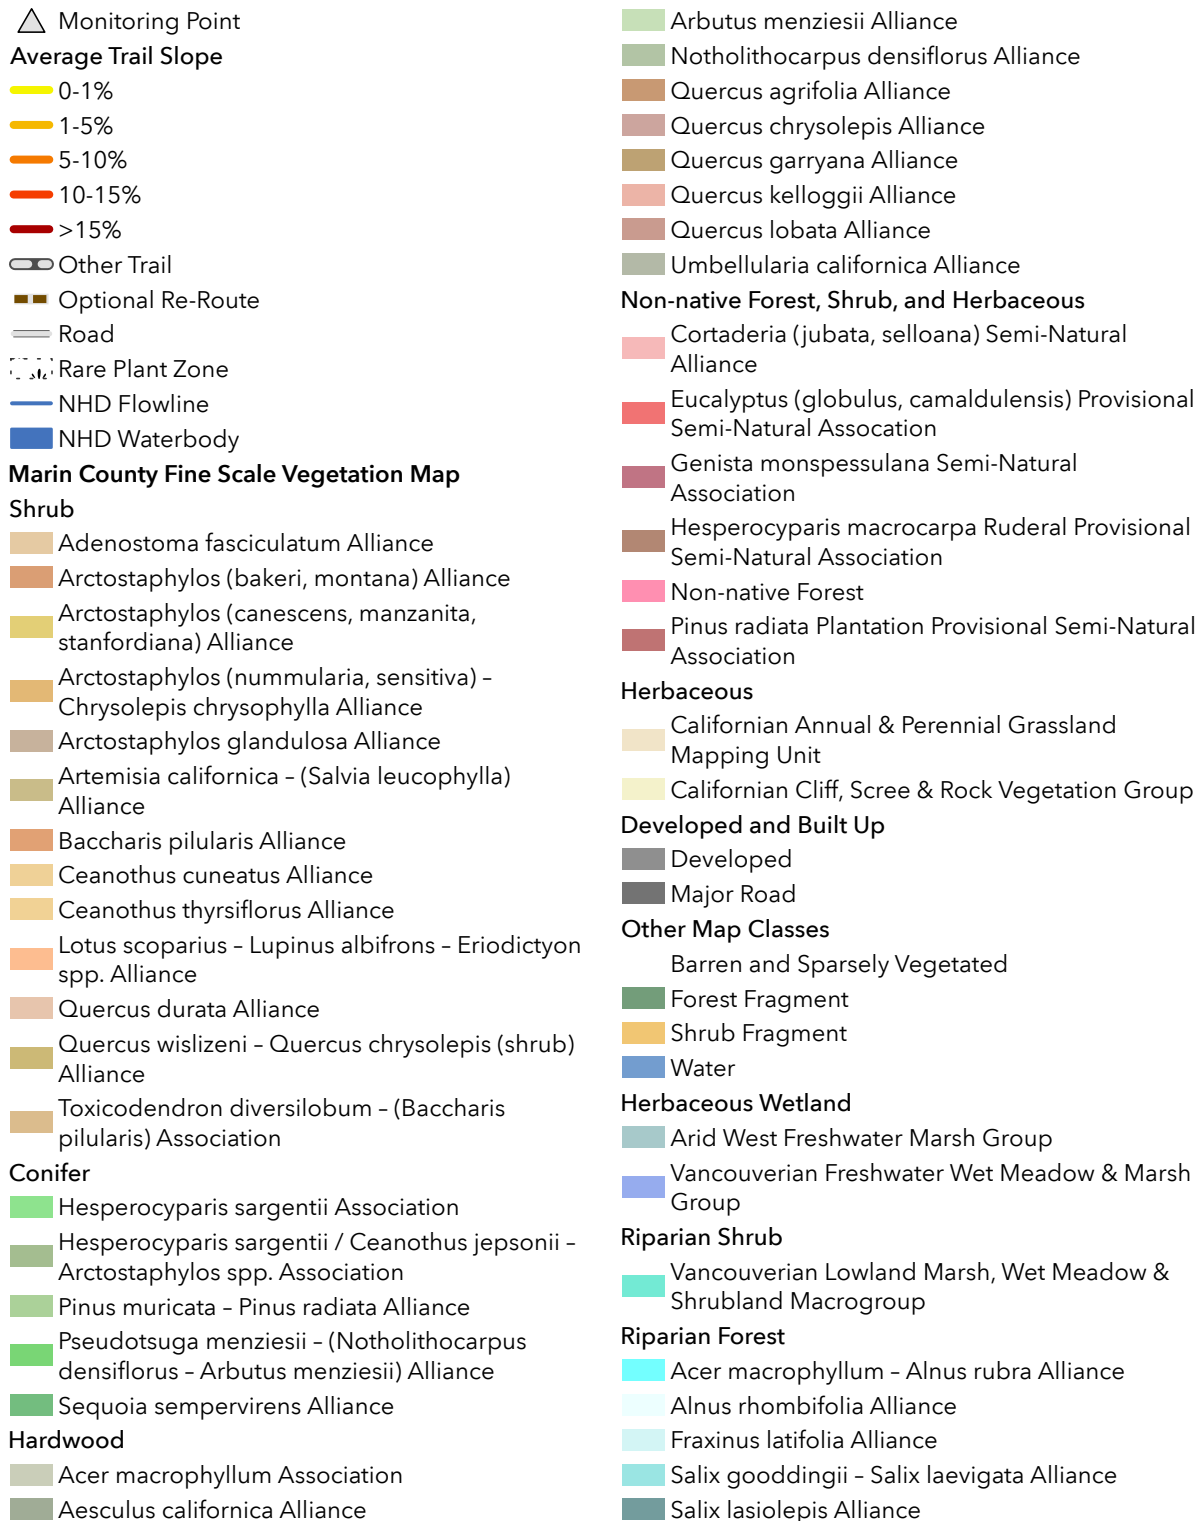 Monitoring Point
Average Trail Slope
0-1%
1-5%
5-10%
10-15%
>15%
Other Trail
Optional Re-Route
Road
Rare Plant Zone
NHD Flowline
NHD Waterbody
Marin County Fine Scale Vegetation Map
Shrub
Adenostoma fasciculatum Alliance
Arctostaphylos (bakeri, montana) Alliance
Arctostaphylos (canescens, manzanita,
stanfordiana) Alliance
Arctostaphylos (nummularia, sensitiva) –
Chrysolepis chrysophylla Alliance
Arctostaphylos glandulosa Alliance
Artemisia californica – (Salvia leucophylla)
Alliance
Baccharis pilularis Alliance
Ceanothus cuneatus Alliance
Ceanothus thyrsiflorus Alliance
Lotus scoparius – Lupinus albifrons – Eriodictyon
spp. Alliance
Quercus durata Alliance
Quercus wislizeni – Quercus chrysolepis (shrub)
Alliance
Toxicodendron diversilobum – (Baccharis
pilularis) Association
Conifer
Hesperocyparis sargentii Association
Hesperocyparis sargentii / Ceanothus jepsonii –
Arctostaphylos spp. Association
Pinus muricata – Pinus radiata Alliance
Pseudotsuga menziesii – (Notholithocarpus
densiflorus – Arbutus menziesii) Alliance
Sequoia sempervirens Alliance
Hardwood
Acer macrophyllum Association
Aesculus californica Alliance
Arbutus menziesii Alliance
Notholithocarpus densiflorus Alliance
Quercus agrifolia Alliance
Quercus chrysolepis Alliance
Quercus garryana Alliance
Quercus kelloggii Alliance
Quercus lobata Alliance
Umbellularia californica Alliance
Non-native Forest, Shrub, and Herbaceous
Cortaderia (jubata, selloana) Semi-Natural
Alliance
Eucalyptus (globulus, camaldulensis) Provisional
Semi-Natural Assocation
Genista monspessulana Semi-Natural
Association
Hesperocyparis macrocarpa Ruderal Provisional
Semi-Natural Association
Non-native Forest
Pinus radiata Plantation Provisional Semi-Natural
Association
Herbaceous
Californian Annual & Perennial Grassland
Mapping Unit
Californian Cliff, Scree & Rock Vegetation Group
Developed and Built Up
Developed
Major Road
Other Map Classes
Barren and Sparsely Vegetated
Forest Fragment
Shrub Fragment
Water
Herbaceous Wetland
Arid West Freshwater Marsh Group
Vancouverian Freshwater Wet Meadow & Marsh
Group
Riparian Shrub
Vancouverian Lowland Marsh, Wet Meadow &
Shrubland Macrogroup
Riparian Forest
Acer macrophyllum – Alnus rubra Alliance
Alnus rhombifolia Alliance
Fraxinus latifolia Alliance
Salix gooddingii – Salix laevigata Alliance
Salix lasiolepis Alliance